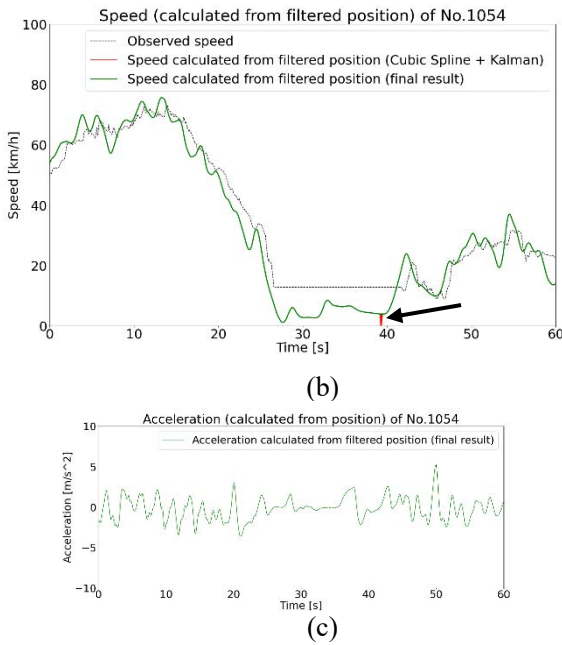 Speed (calculated from filtered position) of No.1054
100
80
60
40
20
0
Speed [km/h]
Observed speed
Speed calculated from filtered position (Cubic Spline + Kalman)
Speed calculated from filtered position (final result)
0 10 20 30 40 50 60
Time [s]
(b)
Acceleration (calculated from position) of No.1054
10
5
0
−5
−10
Acceleration [m/s^2]
Acceleration calculated from filtered position (final result)
0 10 20 30 40 50 60
Time [s]
(c)